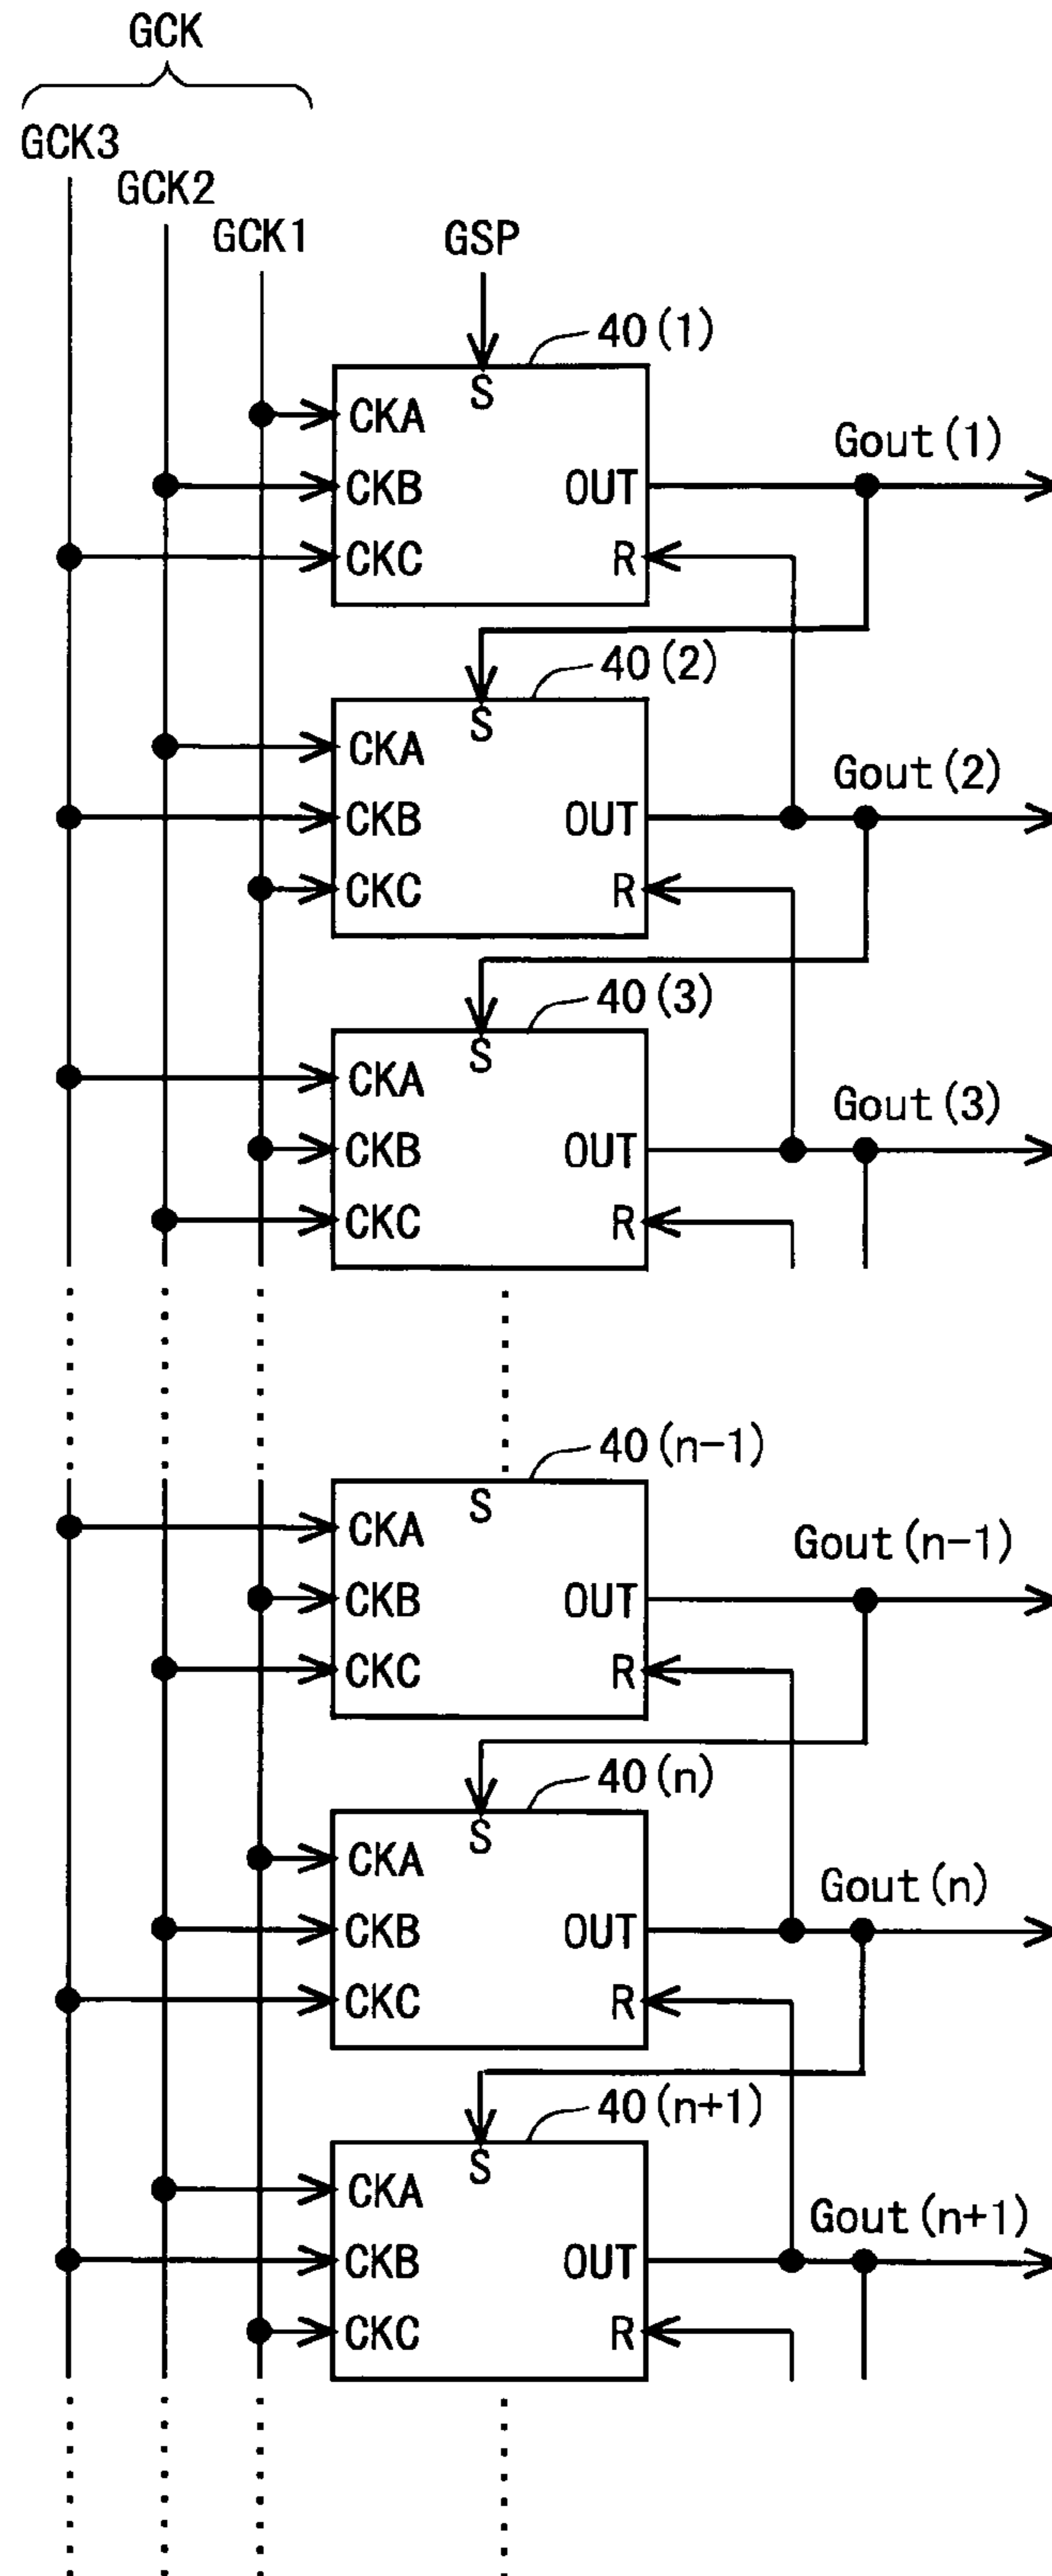 GCK
GCK3
GCK2
GCK1
GSP
40(1)
S
CKA
Gout(1)
CKB
OUT
CKC
R
40(2)
S
CKA
Gout(2)
CKB
OUT
CKC
R
40(3)
S
CKA
Gout(3)
CKB
OUT
CKC
R
40(n-1)
S
CKA
Gout(n-1)
CKB
OUT
CKC
R
40(n)
S
CKA
Gout(n)
CKB
OUT
CKC
R
40(n+1)
S
CKA
Gout(n+1)
CKB
OUT
CKC
R